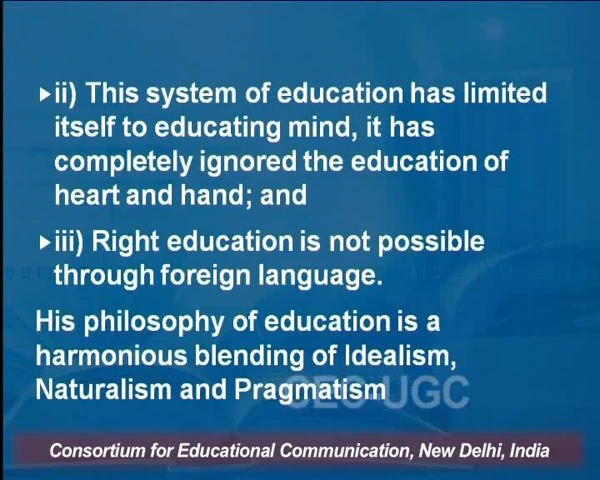 ▸ii) This system of education has limited
itself to educating mind, it has
completely ignored the education of
heart and hand; and
▸iii) Right education is not possible
through foreign language.
His philosophy of education is a
harmonious blending of Idealism,
Naturalism and Pragmatism
CEC UGC
Consortium for Educational Communication, New Delhi, India